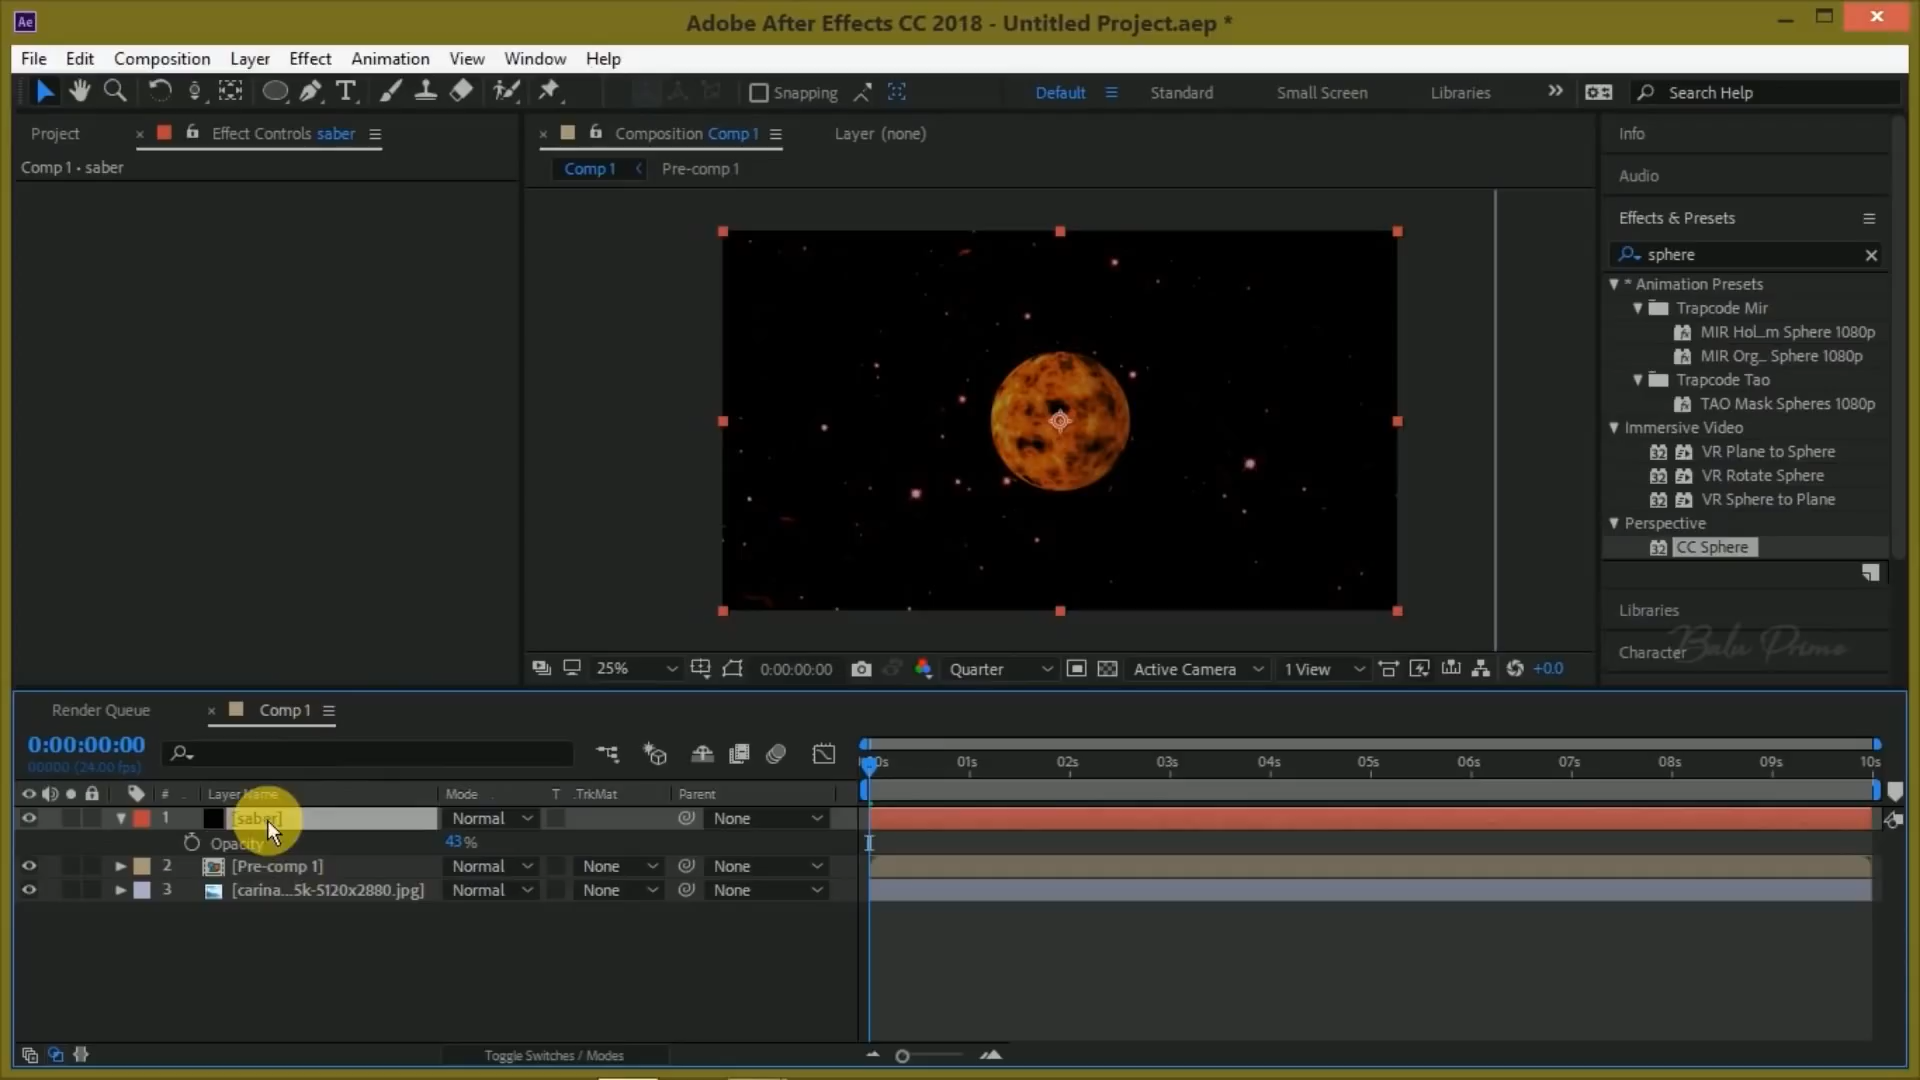 Ae
Adobe After Effects CC 2018 - Untitled Project.aep *
File Edit Composition Layer Effect Animation View Window Help
T Snapping Default Standard Small Screen Libraries Search Help
Project Effect Controls saber Composition Comp 1 Layer (none) Info
Comp 1 • saber Comp 1 Pre-comp 1
Audio
Effects & Presets
sphere
* Animation Presets
Trapcode Mir
MIR Hol...m Sphere 1080p
MIR Org... Sphere 1080p
Trapcode Tao
TAO Mask Spheres 1080p
Immersive Video
32 VR Plane to Sphere
32 VR Rotate Sphere
32 VR Sphere to Plane
Perspective
32 CC Sphere
Libraries
Character
Balu Primo
25% 0:00:00:00 Quarter Active Camera 1 View +0.0
Render Queue Comp 1
0:00:00:00
00000 (24.00 fps)
:00s 01s 02s 03s 04s 05s 06s 07s 08s 09s 10s
# Layer Name Mode T .TrkMat Parent
1 [saber] Normal None
Opacity 43%
2 [Pre-comp 1] Normal None None
3 [carina...5k-5120x2880.jpg] Normal None None
Toggle Switches / Modes